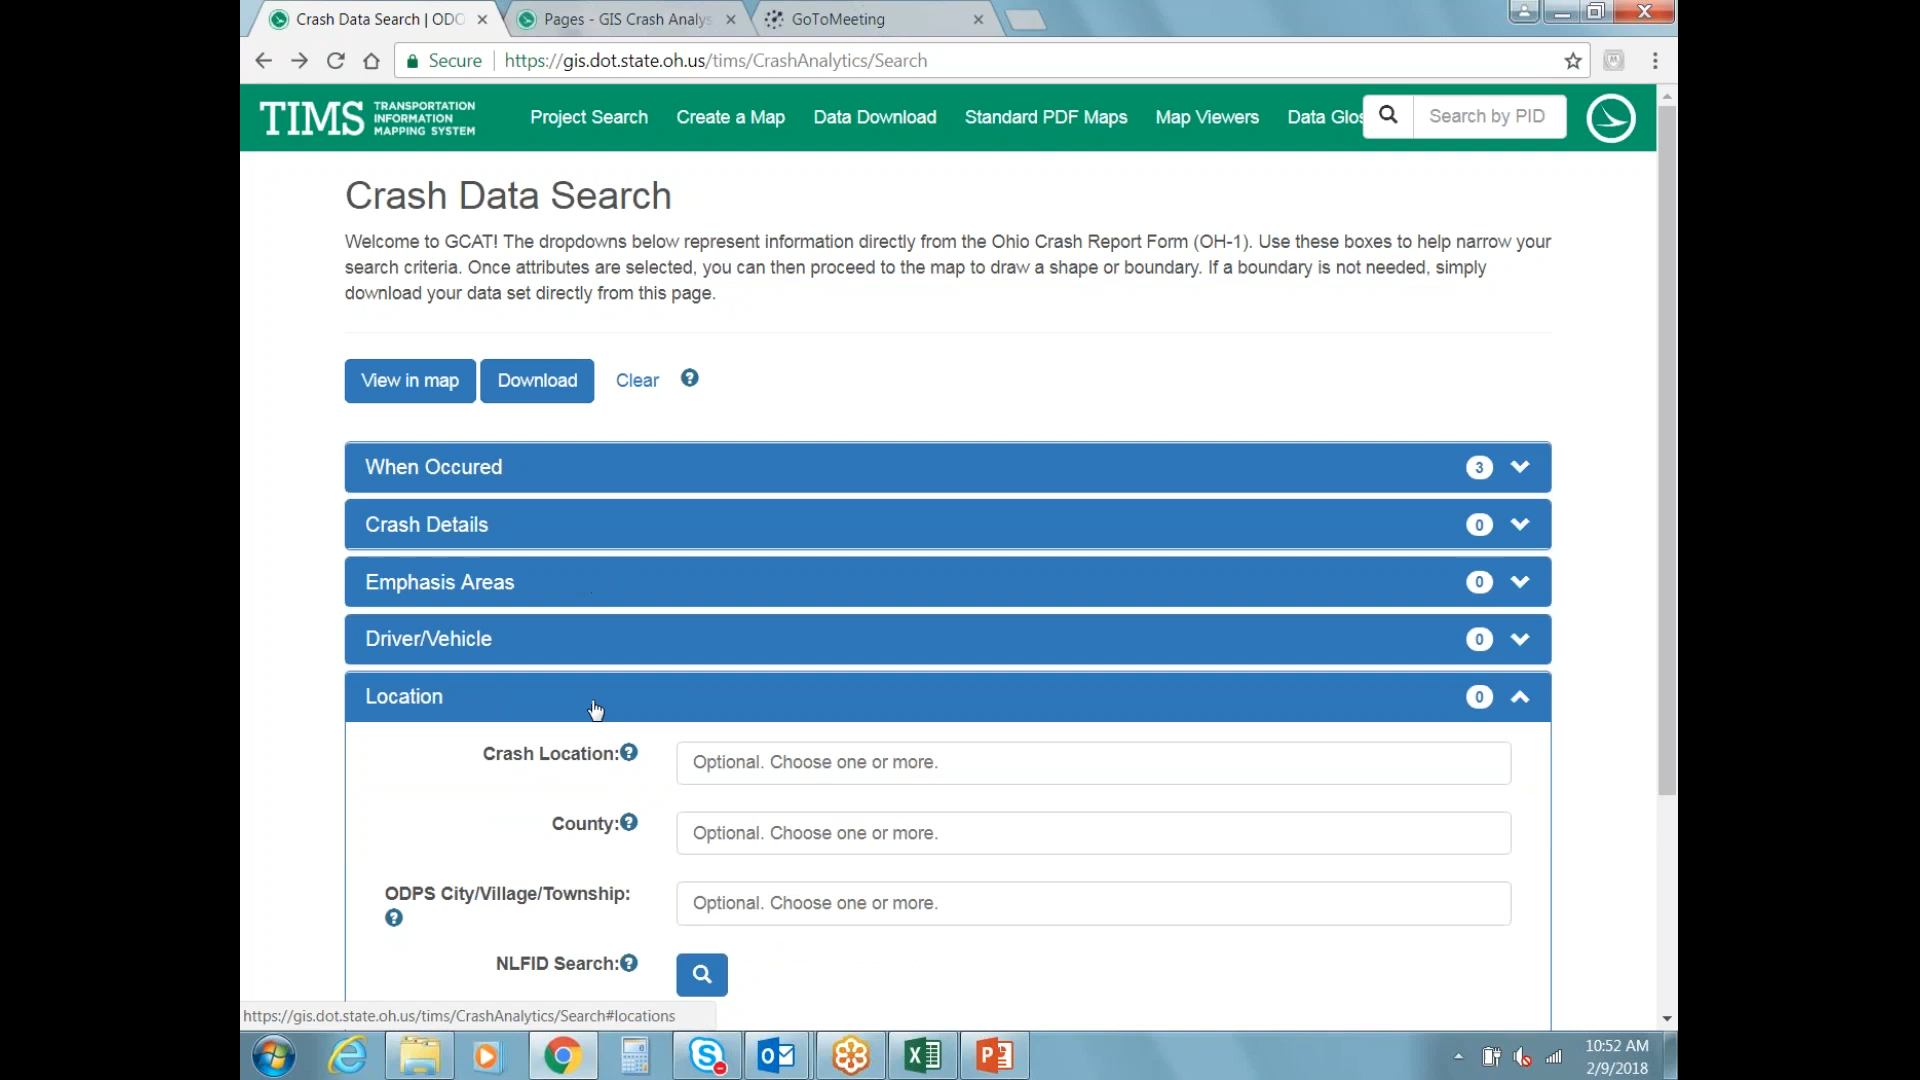 Crash Data Search | ODO
Pages - GIS Crash Analys
GoToMeeting
Secure
https://gis.dot.state.oh.us/tims/CrashAnalytics/Search
TIMS
TRANSPORTATION
INFORMATION
MAPPING SYSTEM
Project Search
Create a Map
Data Download
Standard PDF Maps
Map Viewers
Data Glos
Search by PID
Crash Data Search
Welcome to GCAT! The dropdowns below represent information directly from the Ohio Crash Report Form (OH-1). Use these boxes to help narrow your
search criteria. Once attributes are selected, you can then proceed to the map to draw a shape or boundary. If a boundary is not needed, simply
download your data set directly from this page.
View in map
Download
Clear
?
When Occured
3
Crash Details
0
Emphasis Areas
0
Driver/Vehicle
0
Location
0
Crash Location: ?
Optional. Choose one or more.
County: ?
Optional. Choose one or more.
ODPS City/Village/Township:
?
Optional. Choose one or more.
NLFID Search: ?
https://gis.dot.state.oh.us/tims/CrashAnalytics/Search#locations
10:52 AM
2/9/2018